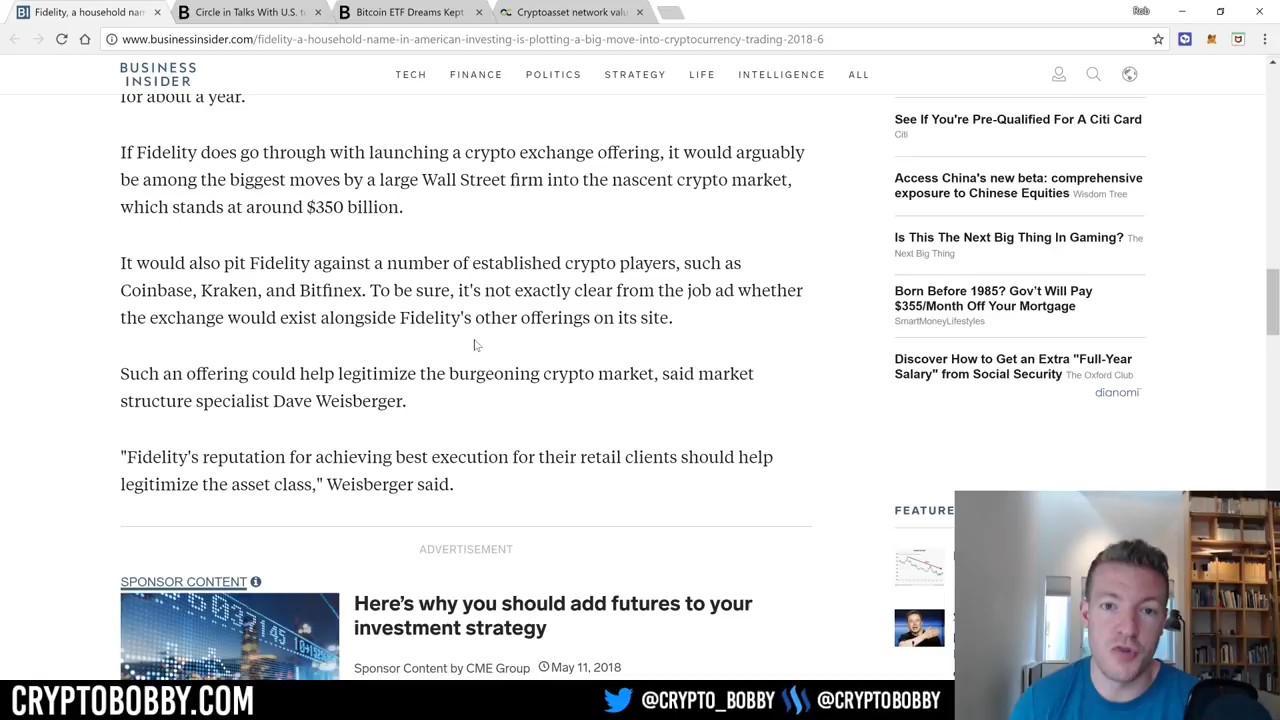 Fidelity, a household nam
Circle in Talks With U.S. t
Bitcoin ETF Dreams Kept
Cryptoasset network valu
Rob
www.businessinsider.com/fidelity-a-household-name-in-american-investing-is-plotting-a-big-move-into-cryptocurrency-trading-2018-6
BUSINESS
INSIDER
TECH FINANCE POLITICS STRATEGY LIFE INTELLIGENCE ALL
for about a year.
If Fidelity does go through with launching a crypto exchange offering, it would arguably
be among the biggest moves by a large Wall Street firm into the nascent crypto market,
which stands at around $350 billion.
It would also pit Fidelity against a number of established crypto players, such as
Coinbase, Kraken, and Bitfinex. To be sure, it's not exactly clear from the job ad whether
the exchange would exist alongside Fidelity's other offerings on its site.
Such an offering could help legitimize the burgeoning crypto market, said market
structure specialist Dave Weisberger.
"Fidelity's reputation for achieving best execution for their retail clients should help
legitimize the asset class," Weisberger said.
ADVERTISEMENT
SPONSOR CONTENT
Here's why you should add futures to your
investment strategy
Sponsor Content by CME Group May 11, 2018
See If You're Pre-Qualified For A Citi Card
Citi
Access China's new beta: comprehensive
exposure to Chinese Equities Wisdom Tree
Is This The Next Big Thing In Gaming? The
Next Big Thing
Born Before 1985? Gov't Will Pay
$355/Month Off Your Mortgage
SmartMoneyLifestyles
Discover How to Get an Extra "Full-Year
Salary" from Social Security The Oxford Club
dianomi
FEATURE
CRYPTOBOBBY.COM
@CRYPTO_BOBBY
@CRYPTOBOBBY